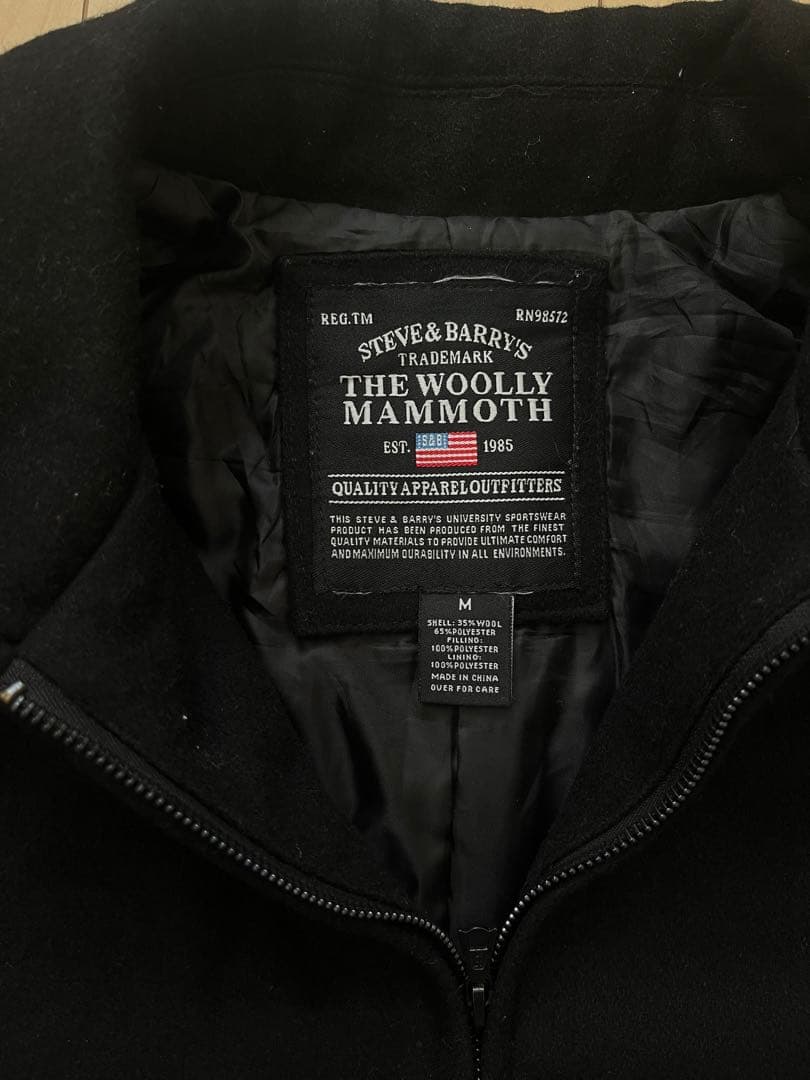 REG.TM RN98572
STEVE & BARRY'S
TRADEMARK
THE WOOLLY
MAMMOTH
EST. S&B 1985
QUALITY APPAREL OUTFITTERS
THIS STEVE & BARRY'S UNIVERSITY SPORTSWEAR
PRODUCT HAS BEEN PRODUCED FROM THE FINEST
QUALITY MATERIALS TO PROVIDE ULTIMATE COMFORT
AND MAXIMUM DURABILITY IN ALL ENVIRONMENTS.
M
SHELL: 35% WOOL
65% POLYESTER
FILLING:
100% POLYESTER
LINING:
100% POLYESTER
MADE IN CHINA
OVER FOR CARE